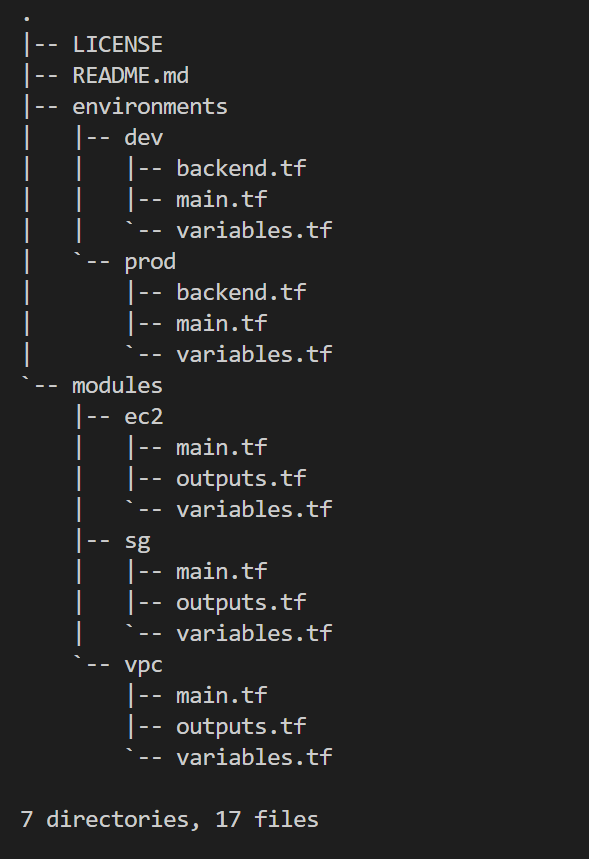 .
|-- LICENSE
|-- README.md
|-- environments
|   |-- dev
|   |   |-- backend.tf
|   |   |-- main.tf
|   |   `-- variables.tf
|   `-- prod
|       |-- backend.tf
|       |-- main.tf
|       `-- variables.tf
`-- modules
    |-- ec2
    |   |-- main.tf
    |   |-- outputs.tf
    |   `-- variables.tf
    |-- sg
    |   |-- main.tf
    |   |-- outputs.tf
    |   `-- variables.tf
    `-- vpc
        |-- main.tf
        |-- outputs.tf
        `-- variables.tf

7 directories, 17 files